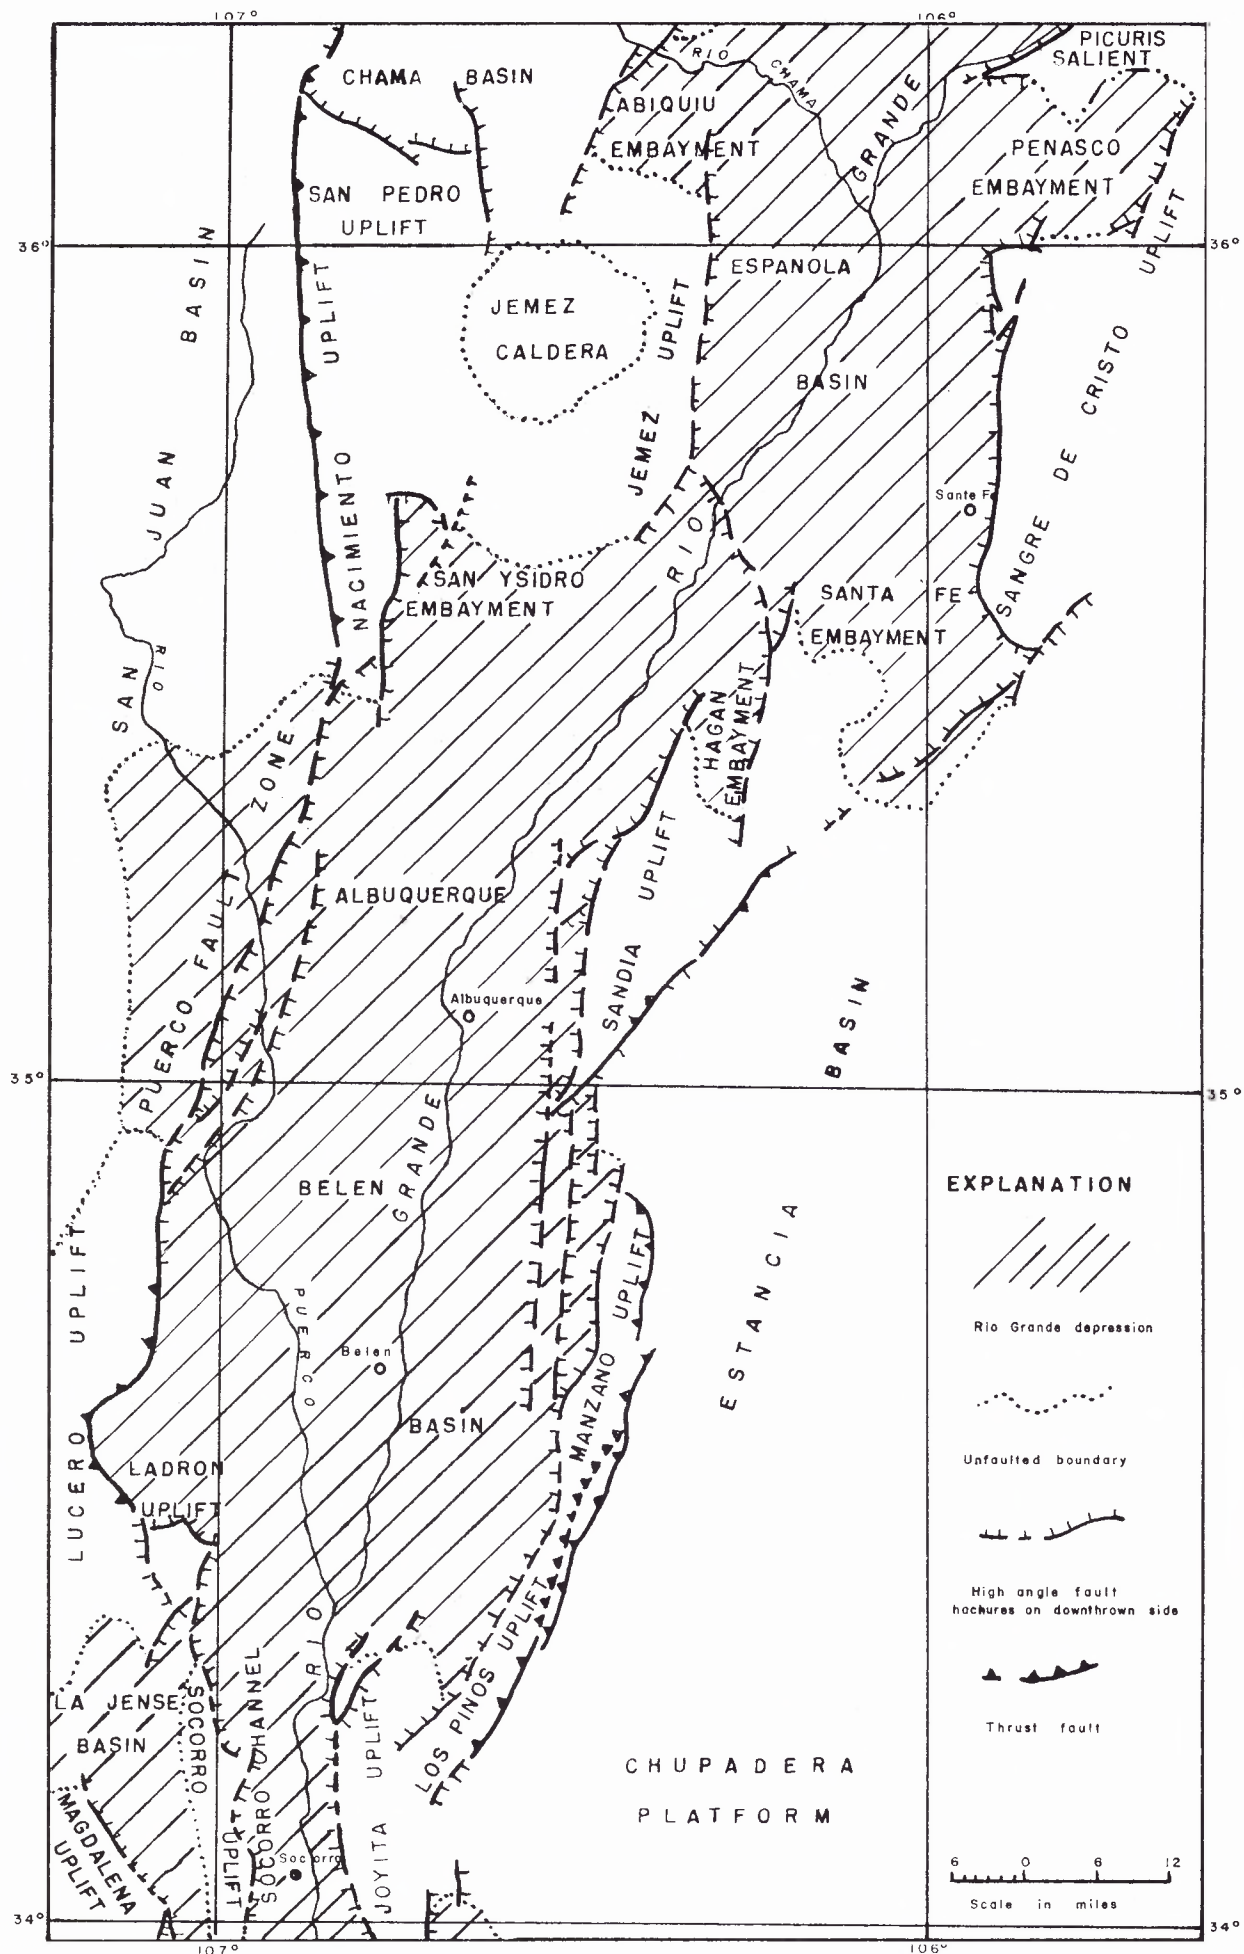 107°
106°
PICURIS
SALIENT
CHAMA BASIN
RIO CHAMA
GRANDE
ABIQUIU
EMBAYMENT
PENASCO
EMBAYMENT
SAN PEDRO
UPLIFT
36°
36°
UPLIFT
BASIN
ESPANOLA
UPLIFT
JEMEZ
CALDERA
UPLIFT
BASIN
SANGRE DE CRISTO
JEMEZ
NACIMIENTO
JUAN
Sante Fe
RIO
SAN YSIDRO
EMBAYMENT
SANTA FE
EMBAYMENT
SAN
RIO
HAGAN
EMBAYMENT
ZONE
UPLIFT
ALBUQUERQUE
PUERCO FAULT
SANDIA
Albuquerque
BASIN
35°
35°
GRANDE
BELEN
EXPLANATION
Rio Grande depression
UPLIFT
UPLIFT
ESTANCIA
PUERCO
Belen
MANZANO
BASIN
Unfaulted boundary
LUCERO
LADRON
UPLIFT
High angle fault
hachures on downthrown side
UPLIFT
RIO
LA JENSE
BASIN
SOCORRO
CHANNEL
UPLIFT
LOS PINOS
Thrust fault
CHUPADERA
PLATFORM
MAGDALENA
UPLIFT
UPLIFT
SOCORRO
Socorro
JOYITA
6 0 6 12
Scale in miles
34°
34°
107°
106°